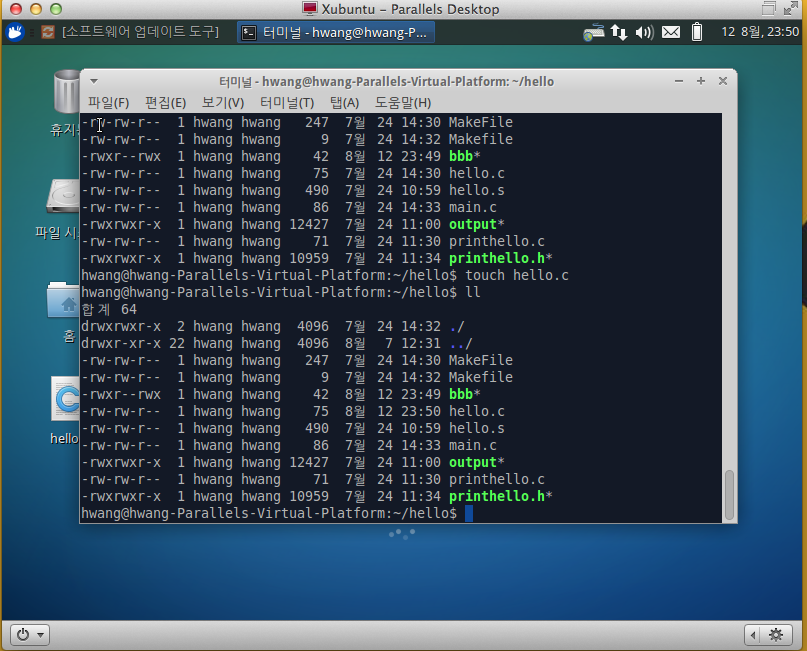 Xubuntu – Parallels Desktop
[소프트웨어 업데이트 도구]
터미널 - hwang@hwang-P...
12 8월, 23:50
터미널 - hwang@hwang-Parallels-Virtual-Platform: ~/hello
파일(F) 편집(E) 보기(V) 터미널(T) 탭(A) 도움말(H)
-rw-rw-r-- 1 hwang hwang 247 7월 24 14:30 MakeFile
-rw-rw-r-- 1 hwang hwang 9 7월 24 14:32 Makefile
-rwxr--rwx 1 hwang hwang 42 8월 12 23:49 bbb*
-rw-rw-r-- 1 hwang hwang 75 7월 24 14:30 hello.c
-rw-rw-r-- 1 hwang hwang 490 7월 24 10:59 hello.s
-rw-rw-r-- 1 hwang hwang 86 7월 24 14:33 main.c
-rwxrwxr-x 1 hwang hwang 12427 7월 24 11:00 output*
-rw-rw-r-- 1 hwang hwang 71 7월 24 11:30 printhello.c
-rwxrwxr-x 1 hwang hwang 10959 7월 24 11:34 printhello.h*
hwang@hwang-Parallels-Virtual-Platform:~/hello$ touch hello.c
hwang@hwang-Parallels-Virtual-Platform:~/hello$ ll
합계 64
drwxrwxr-x 2 hwang hwang 4096 7월 24 14:32 ./
drwxr-xr-x 22 hwang hwang 4096 8월 7 12:31 ../
-rw-rw-r-- 1 hwang hwang 247 7월 24 14:30 MakeFile
-rw-rw-r-- 1 hwang hwang 9 7월 24 14:32 Makefile
-rwxr--rwx 1 hwang hwang 42 8월 12 23:49 bbb*
-rw-rw-r-- 1 hwang hwang 75 8월 12 23:50 hello.c
-rw-rw-r-- 1 hwang hwang 490 7월 24 10:59 hello.s
-rw-rw-r-- 1 hwang hwang 86 7월 24 14:33 main.c
-rwxrwxr-x 1 hwang hwang 12427 7월 24 11:00 output*
-rw-rw-r-- 1 hwang hwang 71 7월 24 11:30 printhello.c
-rwxrwxr-x 1 hwang hwang 10959 7월 24 11:34 printhello.h*
hwang@hwang-Parallels-Virtual-Platform:~/hello$
파일 시
홈
C
hello